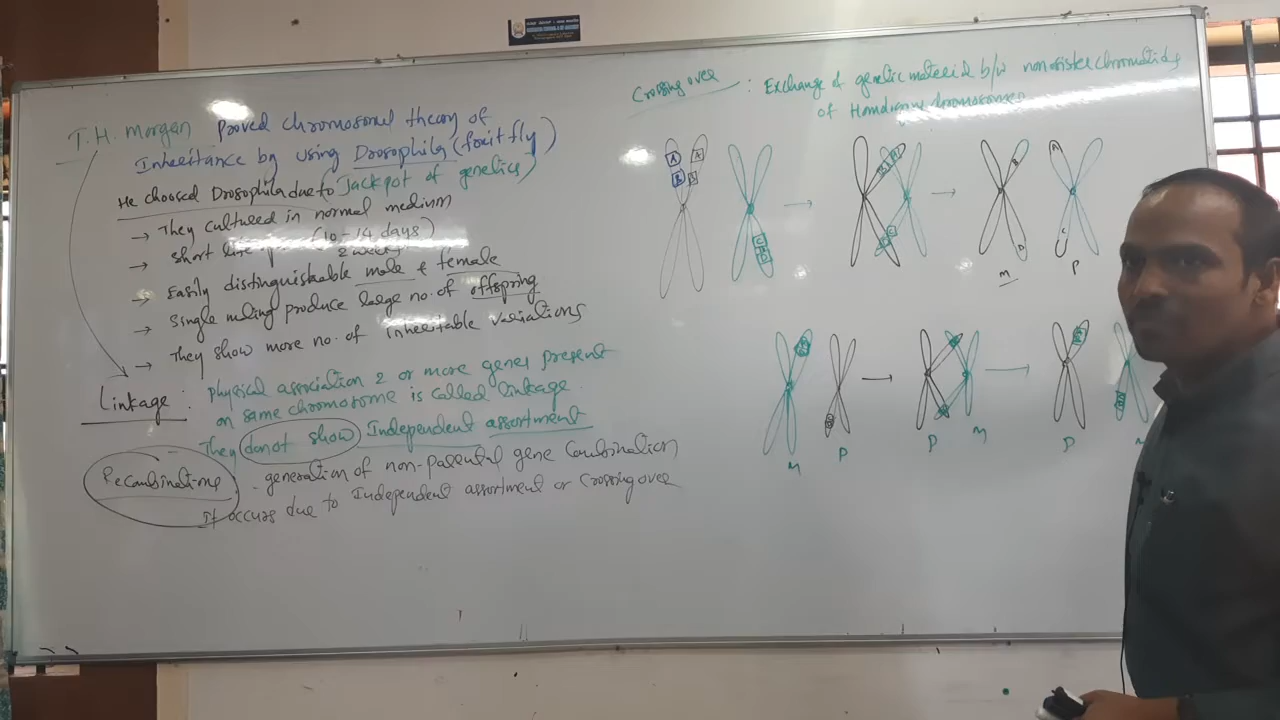 T.H. Morgan Proved chromosomal theory of
Inheritance by using Drosophila (fruit fly)
He choosed Drosophila due to Jackpot of genetics)
→ They cultured in normal medium
→ short life (10-14 days)
2 weeks
→ Easily distinguishable male & female
→ Single mating produce large no. of offspring
→ They show more no. of inheritable variations
Linkage : Physical association 2 or more genes present
on same chromosome is called linkage.
They donot show Independent assortment
Recombinations - generation of non-parental gene Combination
It occurs due to Independent assortment or Crossing over
Crossing over : Exchange of genetic material b/w non sister chromatids
of Homologous chromosomes
A A
B B
C
D
M P
M P
P M
P